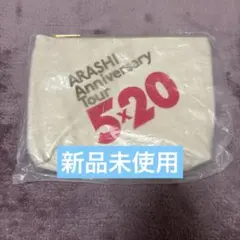 ARASHI
Anniversary
Tour
5×20
新品未使用